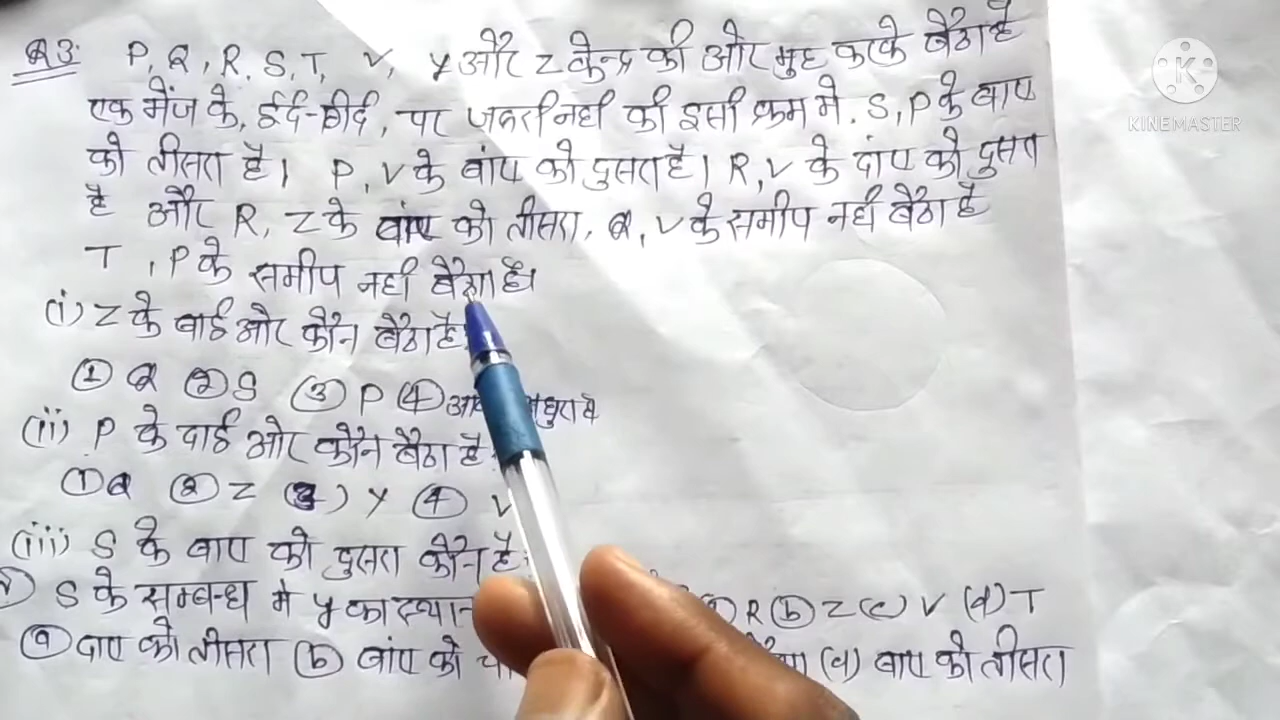 Q3. P, Q, R, S, T, V, Y और Z केन्द्र की ओर मुह करके बैठा है
एक मेंज के, ईर्द-बीर्द, पर जरुरी नहीं की इसी क्रम मे. S, P के बाए
को तीसरा है। P, V के बांए को दुसरा है। R, V के दांए को दुसरा
है और R, Z के बांए को तीसरा, Q, V के समीप नहीं बैठा है
T, P के समीप नहीं बैठा है।
(i) Z के बाई ओर कौन बैठा है
① Q ② S ③ P ④
(ii) P के दाई ओर कौन बैठा है
① Q ② Z ③ Y ④ V
(iii) S के बाए को दुसरा कौन है
R ⓑ Z ⓒ V ⓓ T
S के सम्बन्ध मे Y का स्थान
ⓐ दाए को तीसरा ⓑ बांए को (d) बाए को तीसरा
KINEMASTER